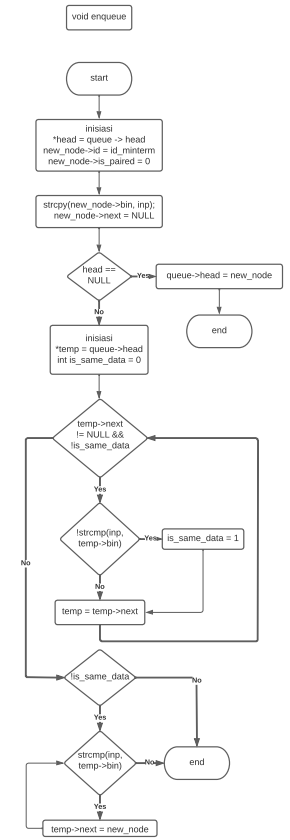 void enqueue
start
inisiasi
*head = queue -> head
new_node->id = id_minterm
new_node->is_paired = 0
strcpy(new_node->bin, inp);
new_node->next = NULL
head ==
NULL
Yes
queue->head = new_node
No
end
inisiasi
*temp = queue->head
int is_same_data = 0
temp->next
!= NULL &&
!is_same_data
Yes
!strcmp(inp,
temp->bin)
Yes
is_same_data = 1
No
No
temp = temp->next
!is_same_data
No
Yes
strcmp(inp,
temp->bin)
No
end
Yes
temp->next = new_node